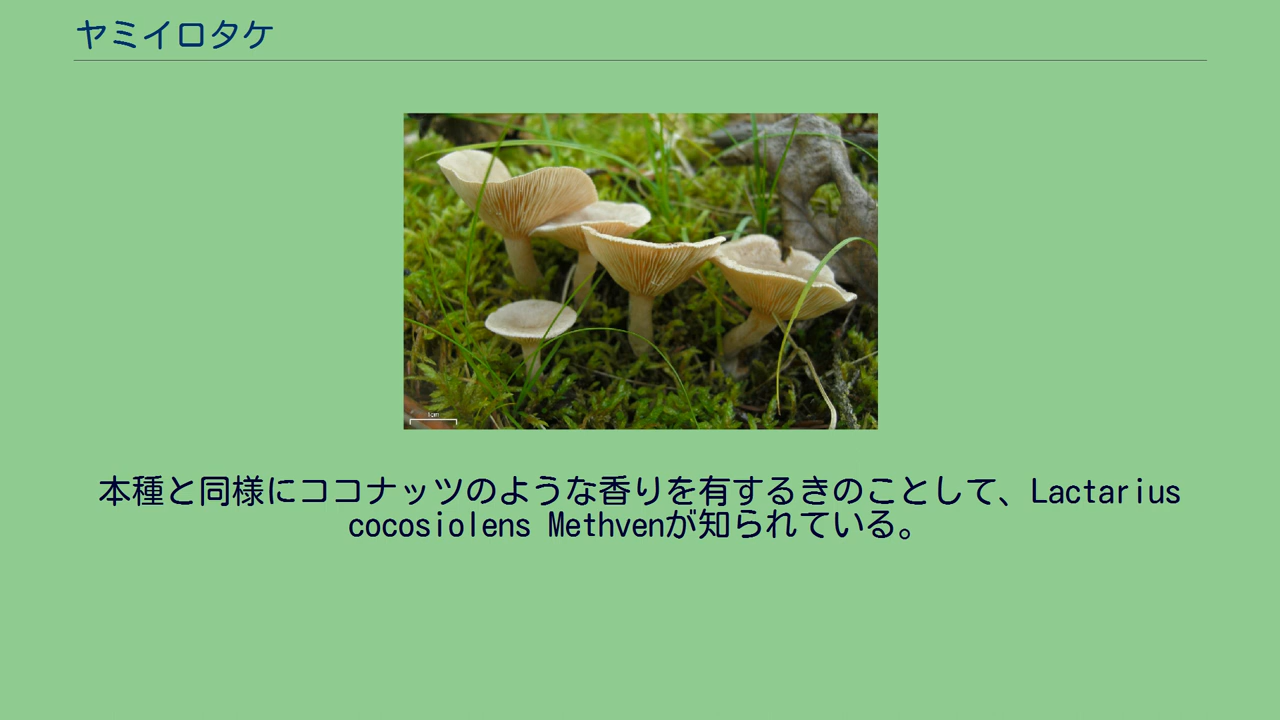 ヤミイロタケ
1cm
本種と同様にココナッツのような香りを有するきのことして、Lactarius
cocosiolens Methvenが知られている。